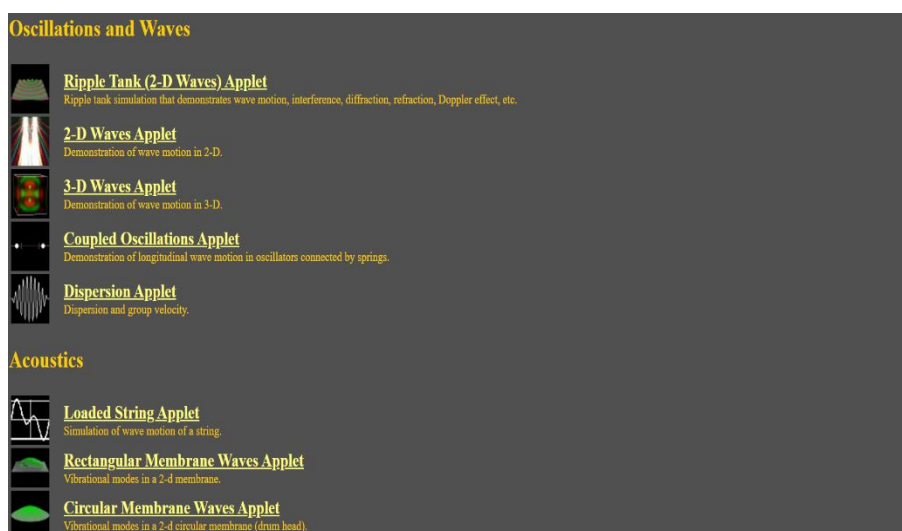 Oscillations and Waves
Ripple Tank (2-D Waves) Applet
Ripple tank simulation that demonstrates wave motion, interference, diffraction, refraction, Doppler effect, etc.
2-D Waves Applet
Demonstration of wave motion in 2-D.
3-D Waves Applet
Demonstration of wave motion in 3-D.
Coupled Oscillations Applet
Demonstration of longitudinal wave motion in oscillators connected by springs.
Dispersion Applet
Dispersion and group velocity.
Acoustics
Loaded String Applet
Simulation of wave motion of a string.
Rectangular Membrane Waves Applet
Vibrational modes in a 2-d membrane.
Circular Membrane Waves Applet
Vibrational modes in a 2-d circular membrane (drum head).